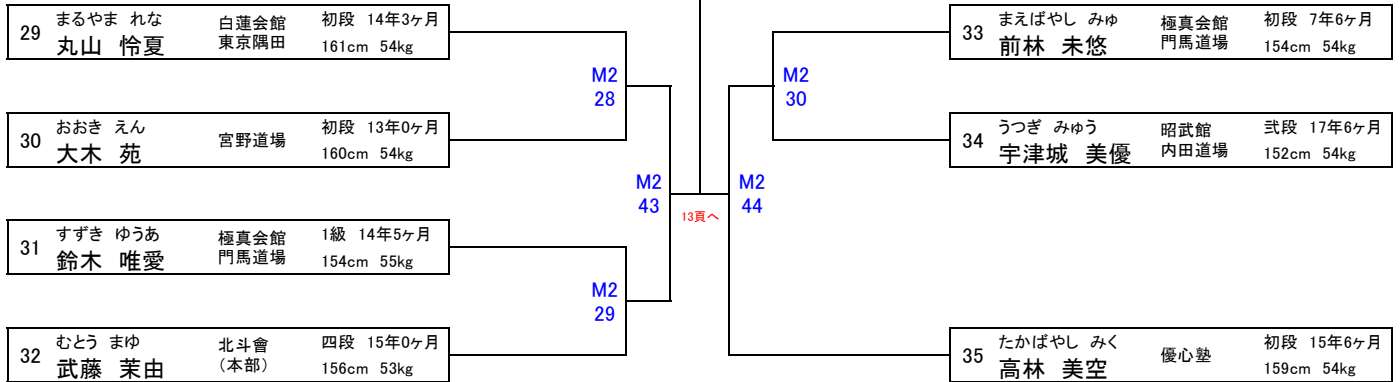 29
まるやま れな
丸山 怜夏
白蓮会館
東京隅田
初段 14年3ヶ月
161cm 54kg
30
おおき えん
大木 苑
宮野道場
初段 13年0ヶ月
160cm 54kg
31
すずき ゆうあ
鈴木 唯愛
極真会館
門馬道場
1級 14年5ヶ月
154cm 55kg
32
むとう まゆ
武藤 茉由
北斗會
(本部)
四段 15年0ヶ月
156cm 53kg
M2
28
M2
29
M2
43
13頁へ
M2
44
M2
30
33
まえばやし みゅ
前林 未悠
極真会館
門馬道場
初段 7年6ヶ月
154cm 54kg
34
うつぎ みゅう
宇津城 美優
昭武館
内田道場
弐段 17年6ヶ月
152cm 54kg
35
たかばやし みく
高林 美空
優心塾
初段 15年6ヶ月
159cm 54kg